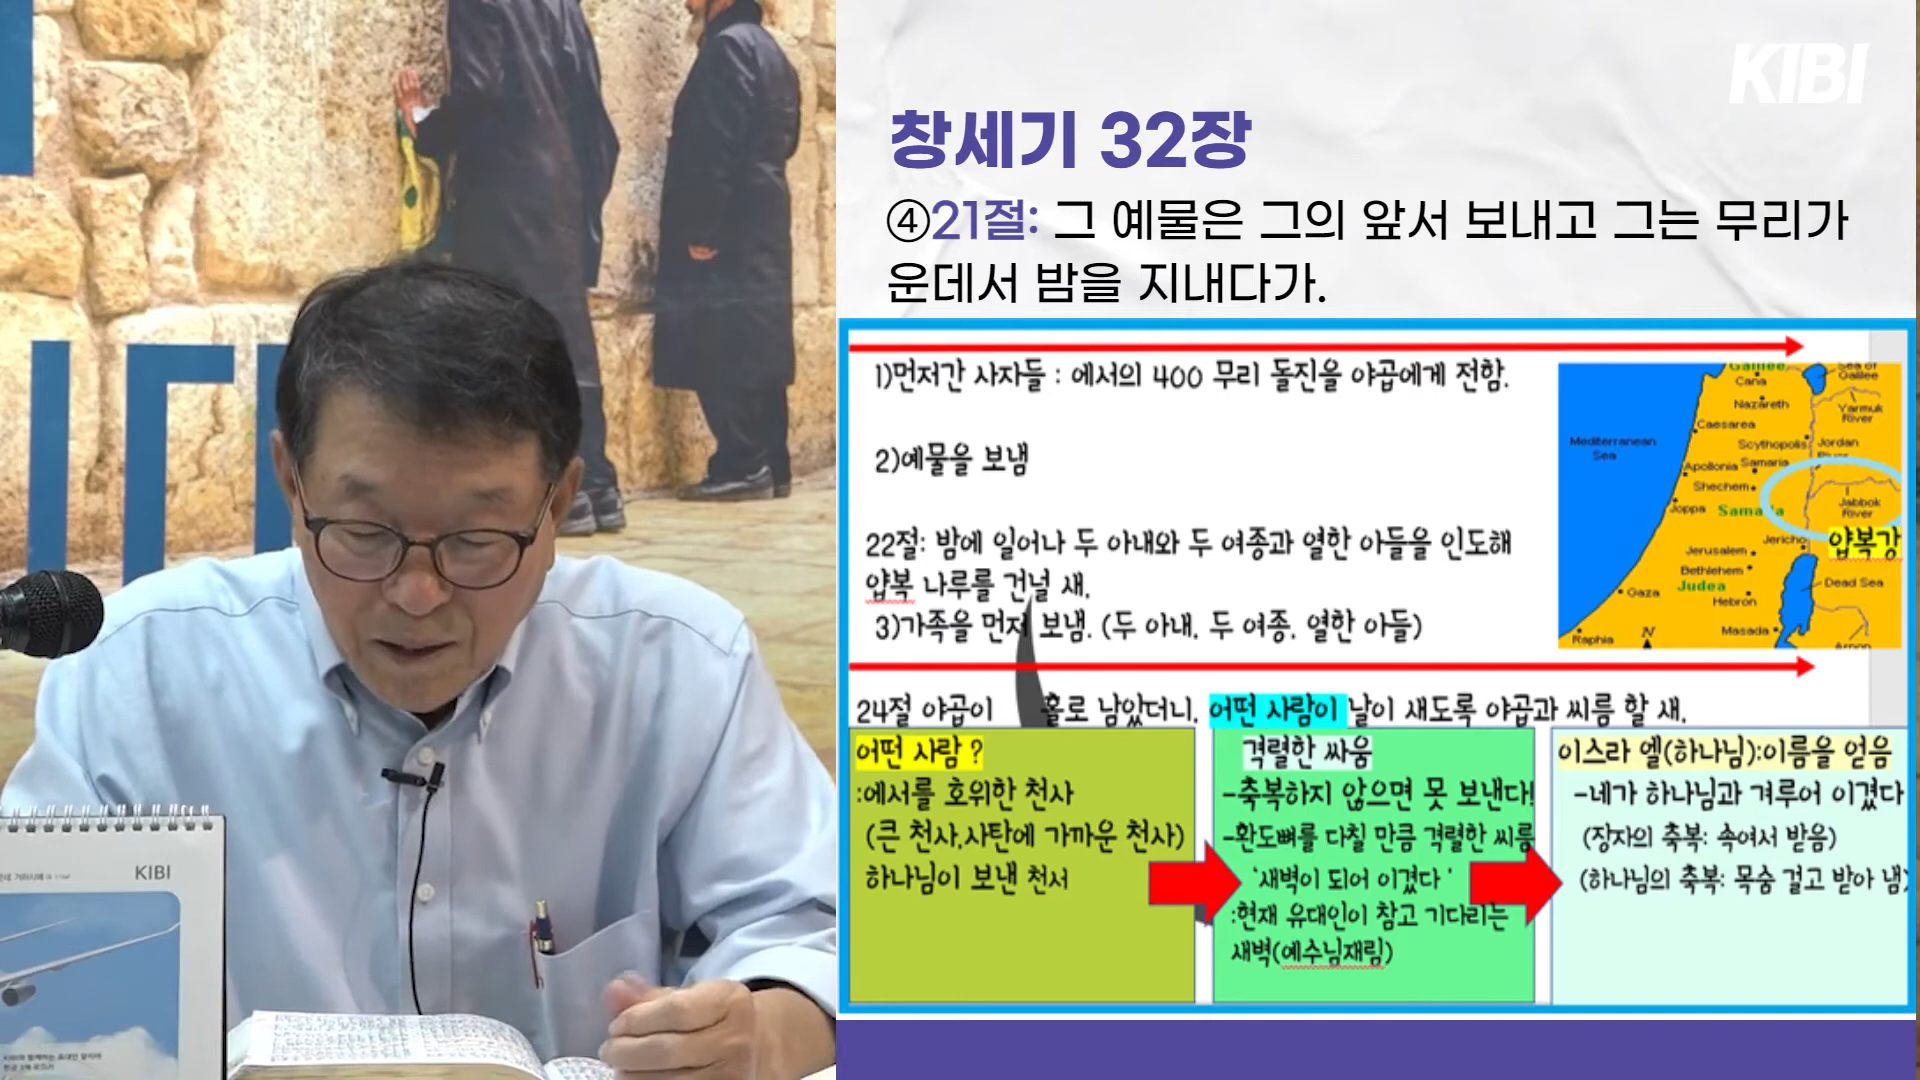 KIBI
창세기 32장
④21절: 그 예물은 그의 앞서 보내고 그는 무리가
운데서 밤을 지내다가.
1)먼저간 사자들 : 에서의 400 무리 돌진을 야곱에게 전함.
2)예물을 보냄
22절: 밤에 일어나 두 아내와 두 여종과 열한 아들을 인도해
얍복 나루를 건널 새,
3)가족을 먼저 보냄. (두 아내, 두 여종, 열한 아들)
Galilee
Sea of
Galilee
Cana
Nazareth
Yarmuk
River
Caesarea
Scythopolis
Jordan
River
Mediterranean
Sea
Apollonia
Samaria
Shechem
Jabbok
River
Joppa
Samaria
얍복강
Jericho
Jerusalem
Bethlehem
Judea
Dead Sea
Gaza
Hebron
Masada
Raphia
N
Arnon
24절 야곱이 홀로 남았더니, 어떤 사람이 날이 새도록 야곱과 씨름 할 새,
어떤 사람 ?
:에서를 호위한 천사
(큰 천사,사탄에 가까운 천사)
하나님이 보낸 천서
격렬한 싸움
-축복하지 않으면 못 보낸다!
-환도뼈를 다칠 만큼 격렬한 씨름
'새벽이 되어 이겼다 '
:현재 유대인이 참고 기다리는
새벽(예수님재림)
이스라 엘(하나님):이름을 얻음
-네가 하나님과 겨루어 이겼다
(장자의 축복: 속여서 받음)
(하나님의 축복: 목숨 걸고 받아 냄)
KIBI